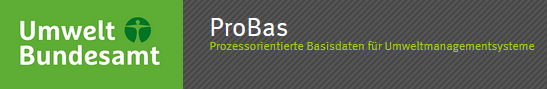 Umwelt
Bundesamt
ProBas
Prozessorientierte Basisdaten für Umweltmanagementsysteme